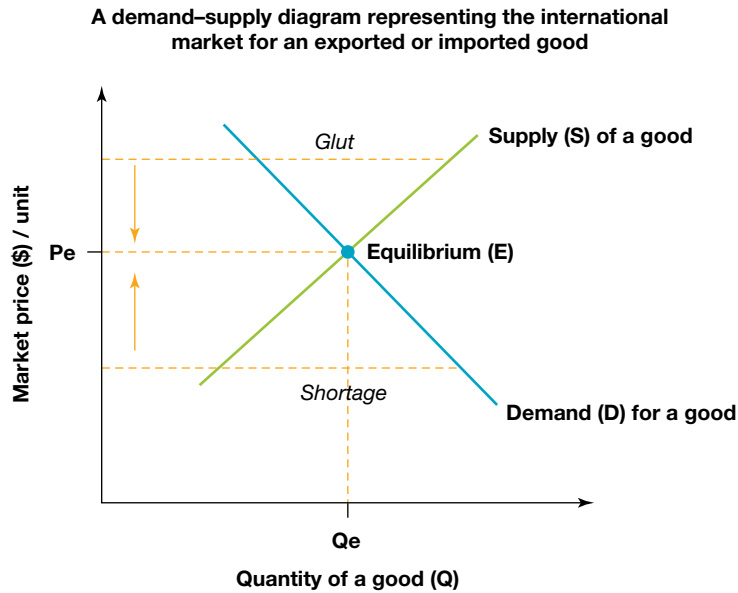 A demand–supply diagram representing the international
market for an exported or imported good
Glut
Supply (S) of a good
Market price ($) / unit
Pe
Equilibrium (E)
Shortage
Demand (D) for a good
Qe
Quantity of a good (Q)